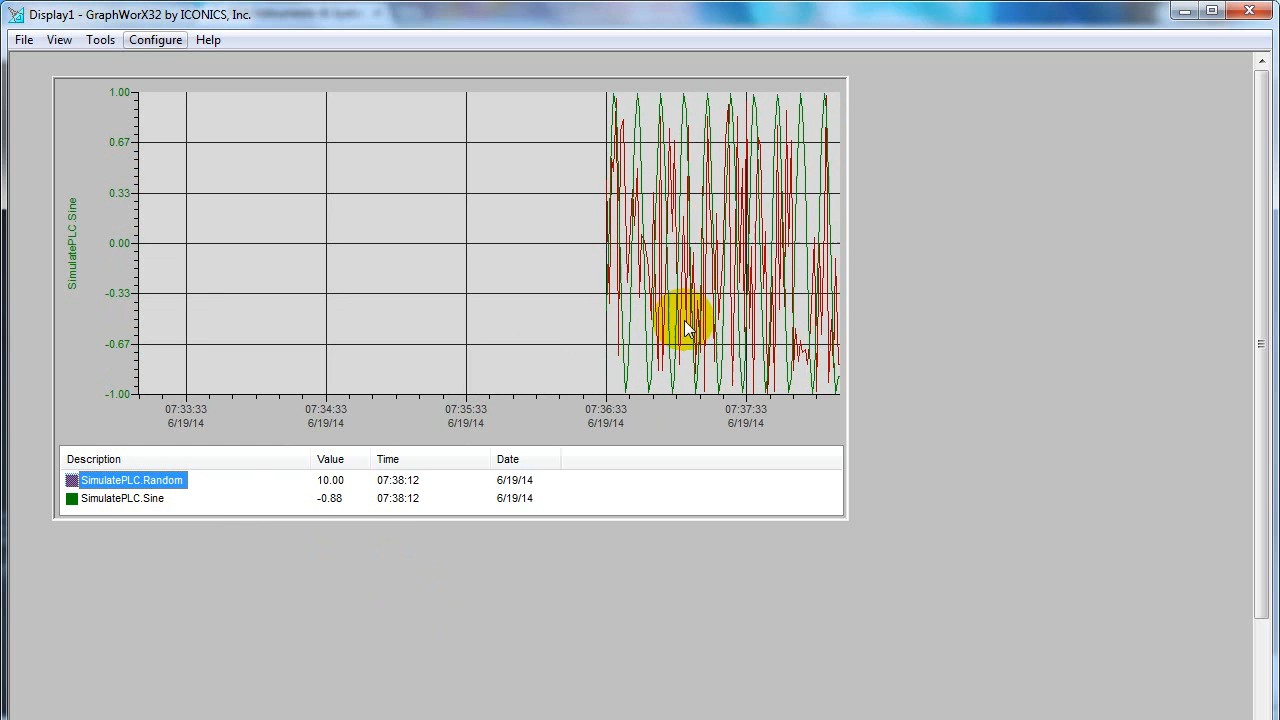 Display1 - GraphWorX32 by ICONICS, Inc.
File View Tools Configure Help
1.00
0.67
0.33
0.00
-0.33
-0.67
-1.00
SimulatePLC.Sine
07:33:33 07:34:33 07:35:33 07:36:33 07:37:33
6/19/14 6/19/14 6/19/14 6/19/14 6/19/14
Description Value Time Date
SimulatePLC.Random 10.00 07:38:12 6/19/14
SimulatePLC.Sine -0.88 07:38:12 6/19/14